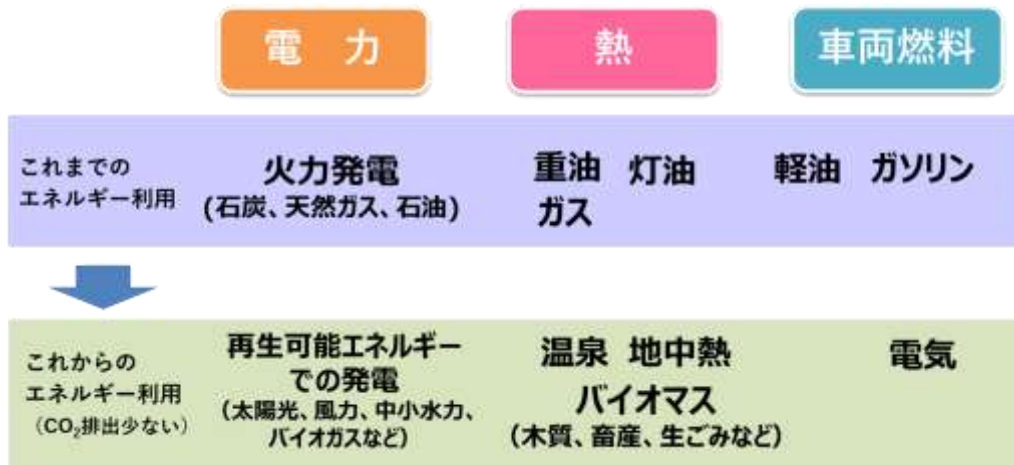 電　力
熱
車両燃料
これまでの
エネルギー利用
火力発電
(石炭、天然ガス、石油)
重油　灯油
ガス
軽油　ガソリン
これからの
エネルギー利用
（CO₂排出少ない）
再生可能エネルギー
での発電
（太陽光、風力、中小水力、
バイオガスなど）
温泉　地中熱
バイオマス
（木質、畜産、生ごみなど）
電気